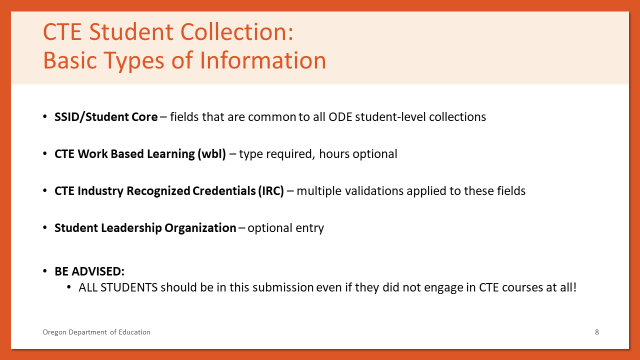 CTE Student Collection:
Basic Types of Information
• SSID/Student Core – fields that are common to all ODE student-level collections
• CTE Work Based Learning (wbl) – type required, hours optional
• CTE Industry Recognized Credentials (IRC) – multiple validations applied to these fields
• Student Leadership Organization – optional entry
• BE ADVISED:
• ALL STUDENTS should be in this submission even if they did not engage in CTE courses at all!
Oregon Department of Education
8